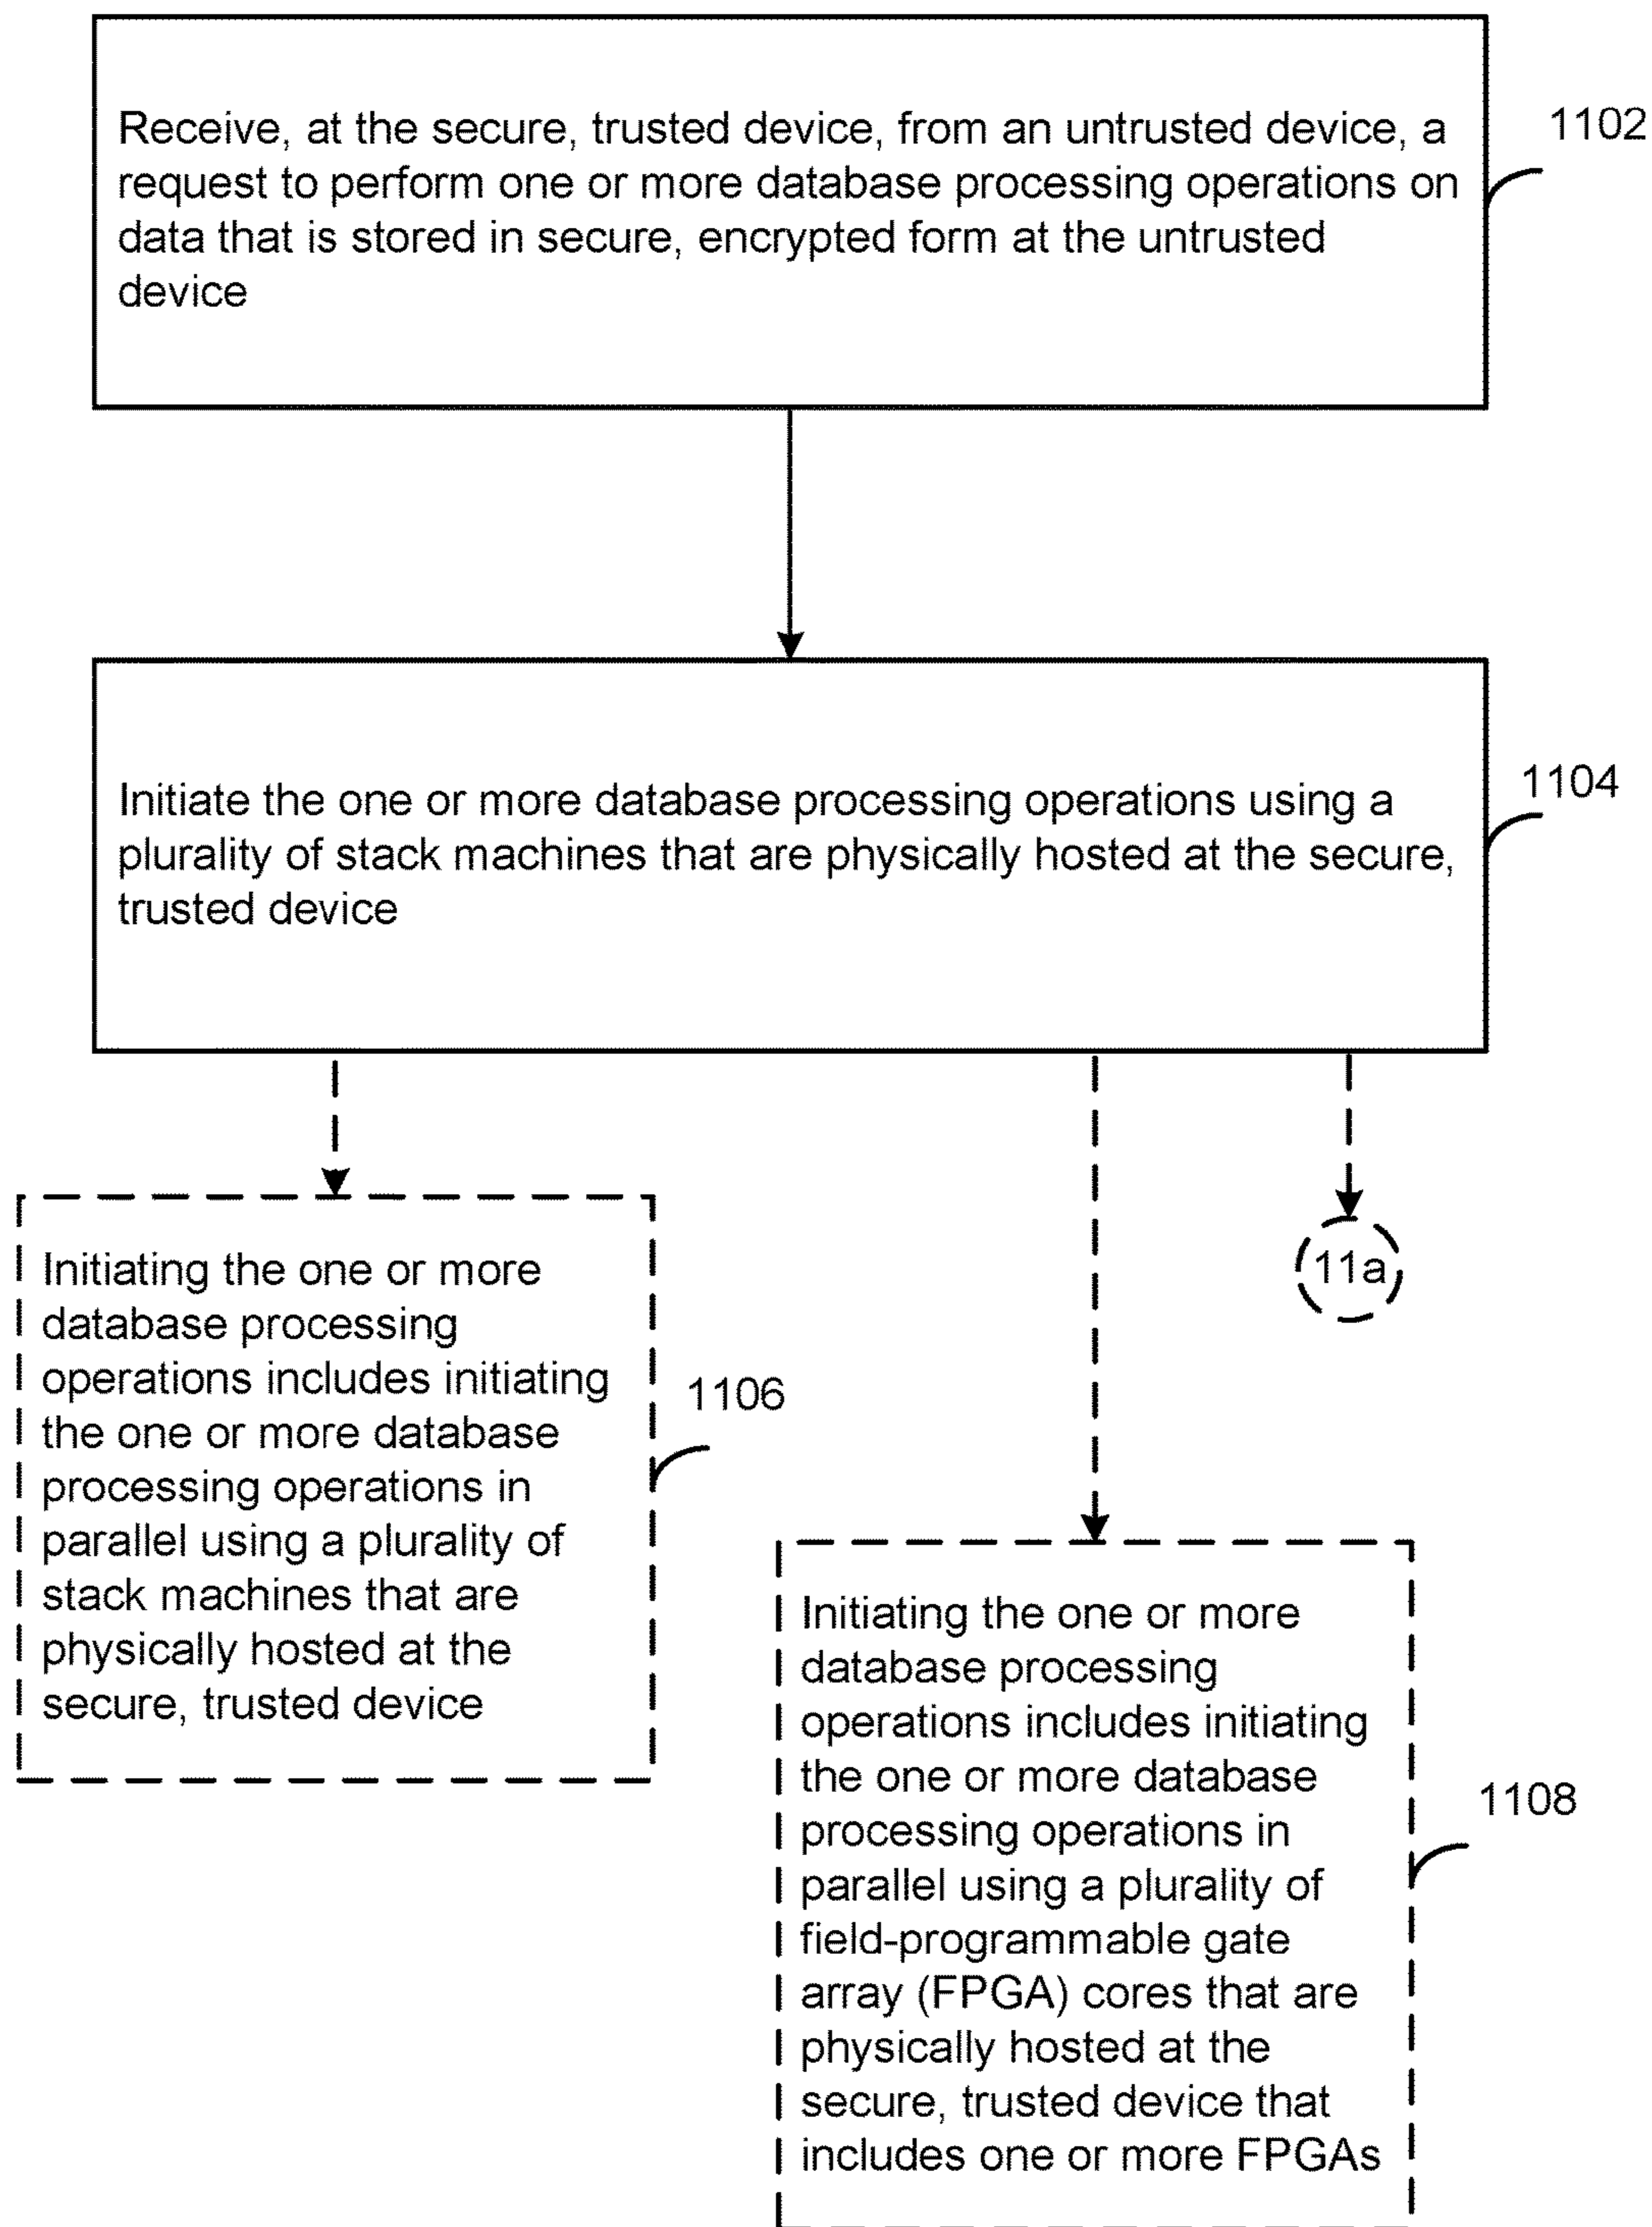 Receive, at the secure, trusted device, from an untrusted device, a
request to perform one or more database processing operations on
data that is stored in secure, encrypted form at the untrusted
device
1102
Initiate the one or more database processing operations using a
plurality of stack machines that are physically hosted at the secure,
trusted device
1104
Initiating the one or more
database processing
operations includes initiating
the one or more database
processing operations in
parallel using a plurality of
stack machines that are
physically hosted at the
secure, trusted device
1106
11a
Initiating the one or more
database processing
operations includes initiating
the one or more database
processing operations in
parallel using a plurality of
field-programmable gate
array (FPGA) cores that are
physically hosted at the
secure, trusted device that
includes one or more FPGAs
1108